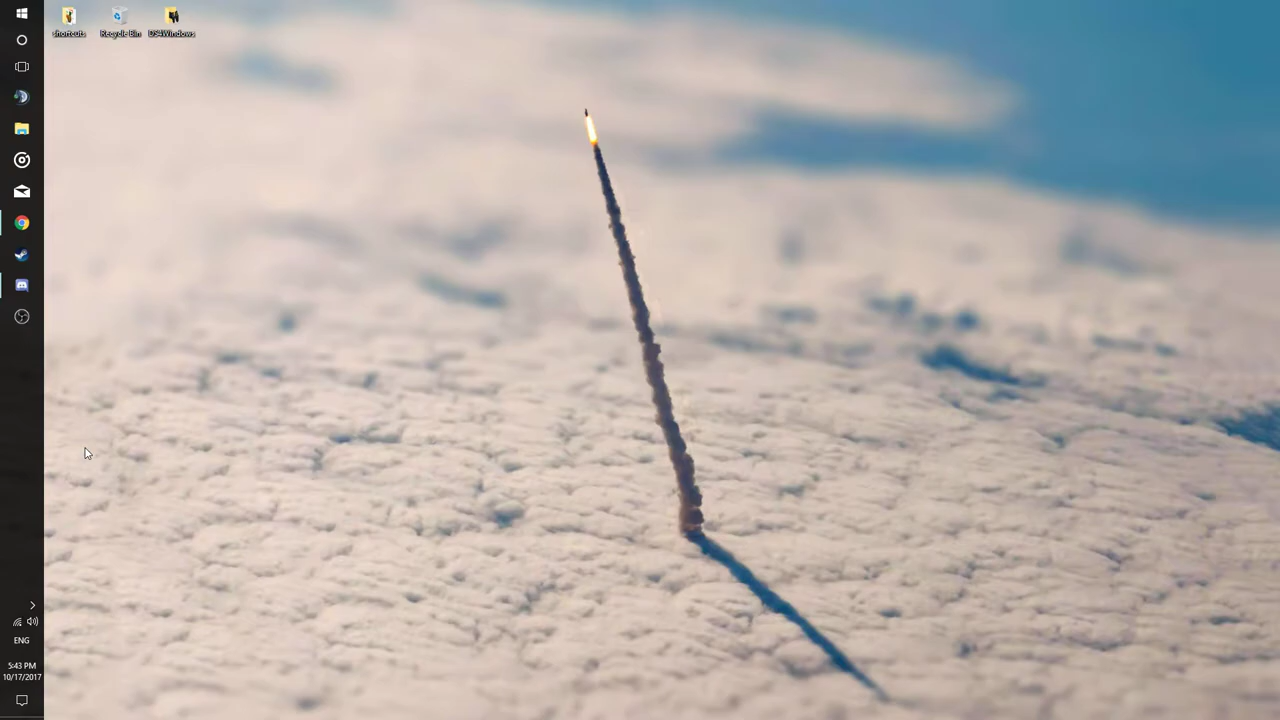 shortcuts
Recycle Bin
DS4Windows
ENG
5:43 PM
10/17/2017